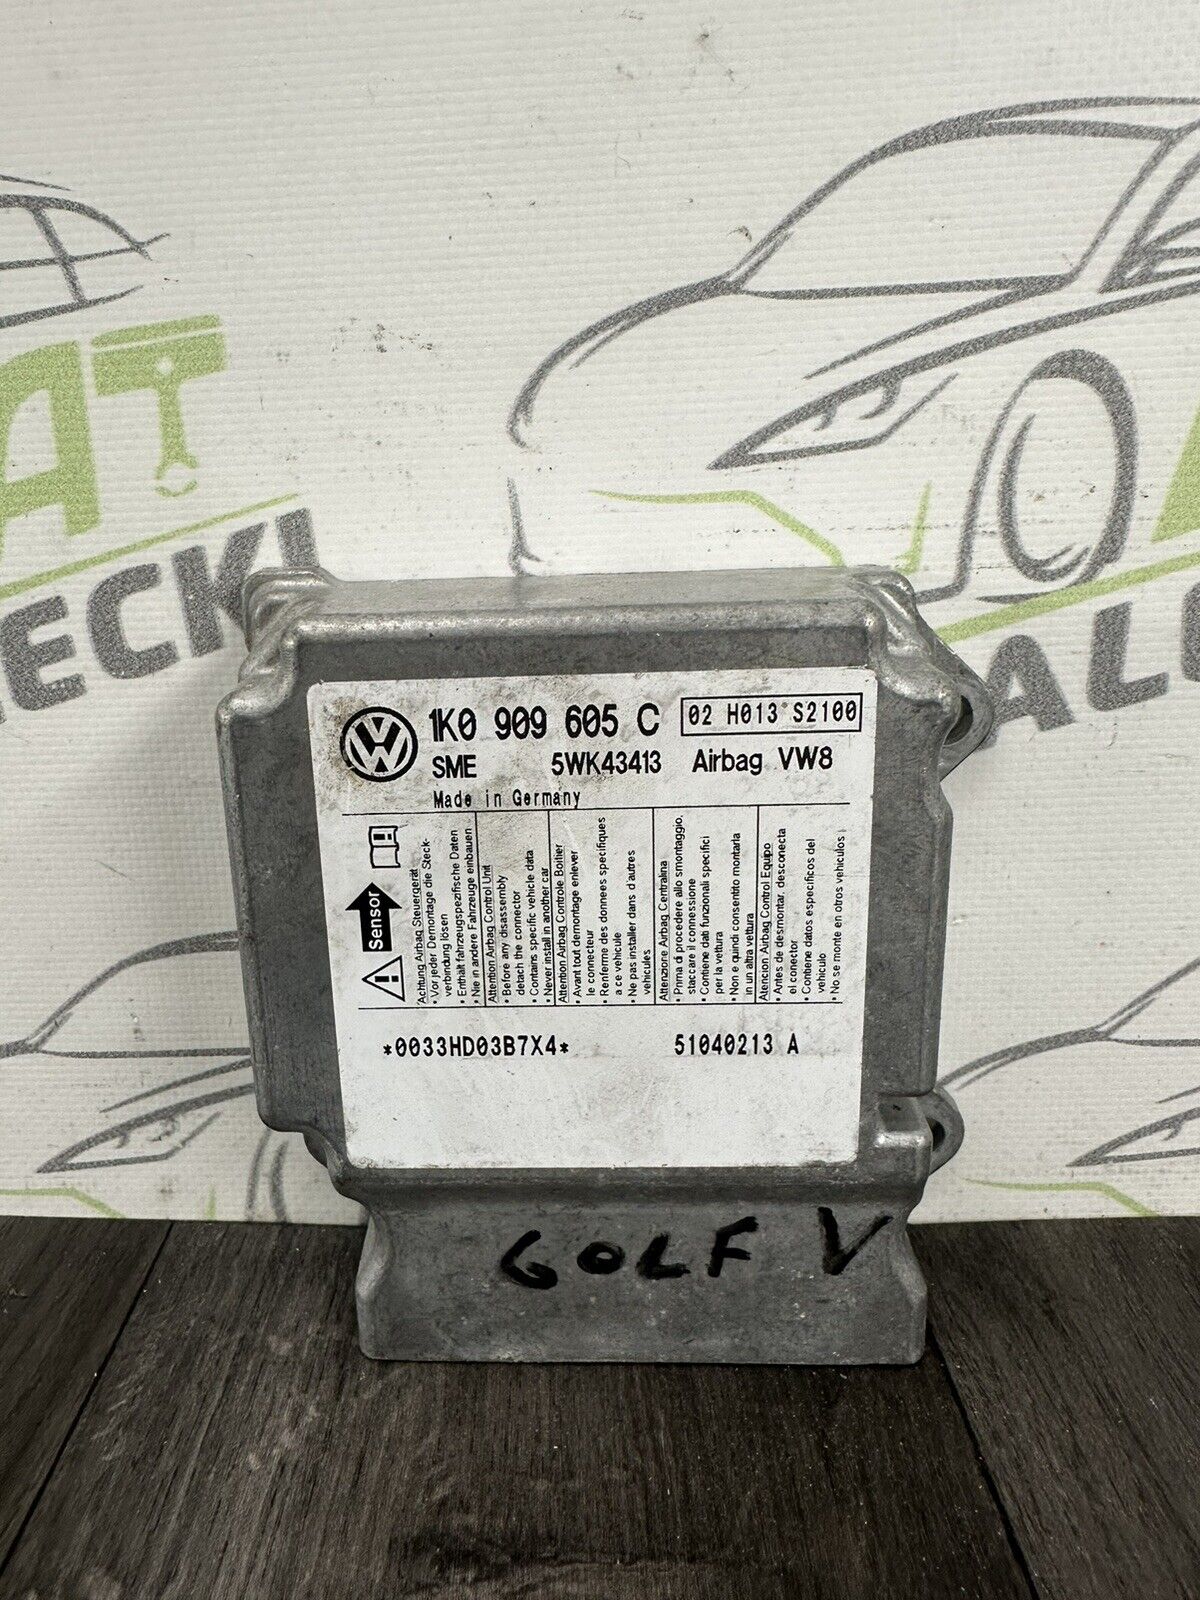 AT
ALECKI
ALE
VW
1K0 909 605 C
02 H013 S2100
SME 5WK43413 Airbag VW8
Made in Germany
Sensor
Achtung Airbag Steuergerät
• Vor jeder Demontage die Steck-
verbindung lösen
• Enthält fahrzeugspezifische Daten
• Nie in andere Fahrzeuge einbauen
Attention Airbag Control Unit
• Before any disassembly
detach the connector
• Contains specific vehicle data
• Never install in another car
Attention Airbag Controle Boitier
• Avant tout demontage enlever
le connecteur
• Renferme des donnees specifiques
a ce vehicule
• Ne pas installer dans d'autres
vehicules
Attenzione Airbag Centralina
• Prima di procedere allo smontaggio,
staccare il connessione
• Contiene dati funzionali specifici
per la vettura
• Non e quindi consentito montarla
in un altra vettura
Atencion Airbag Control Equipo
• Antes de desmontar, desconecta
el conector
• Contiene datos especificos del
vehiculo
• No se monte en otros vehiculos
*0033HD03B7X4* 51040213 A
GOLF V